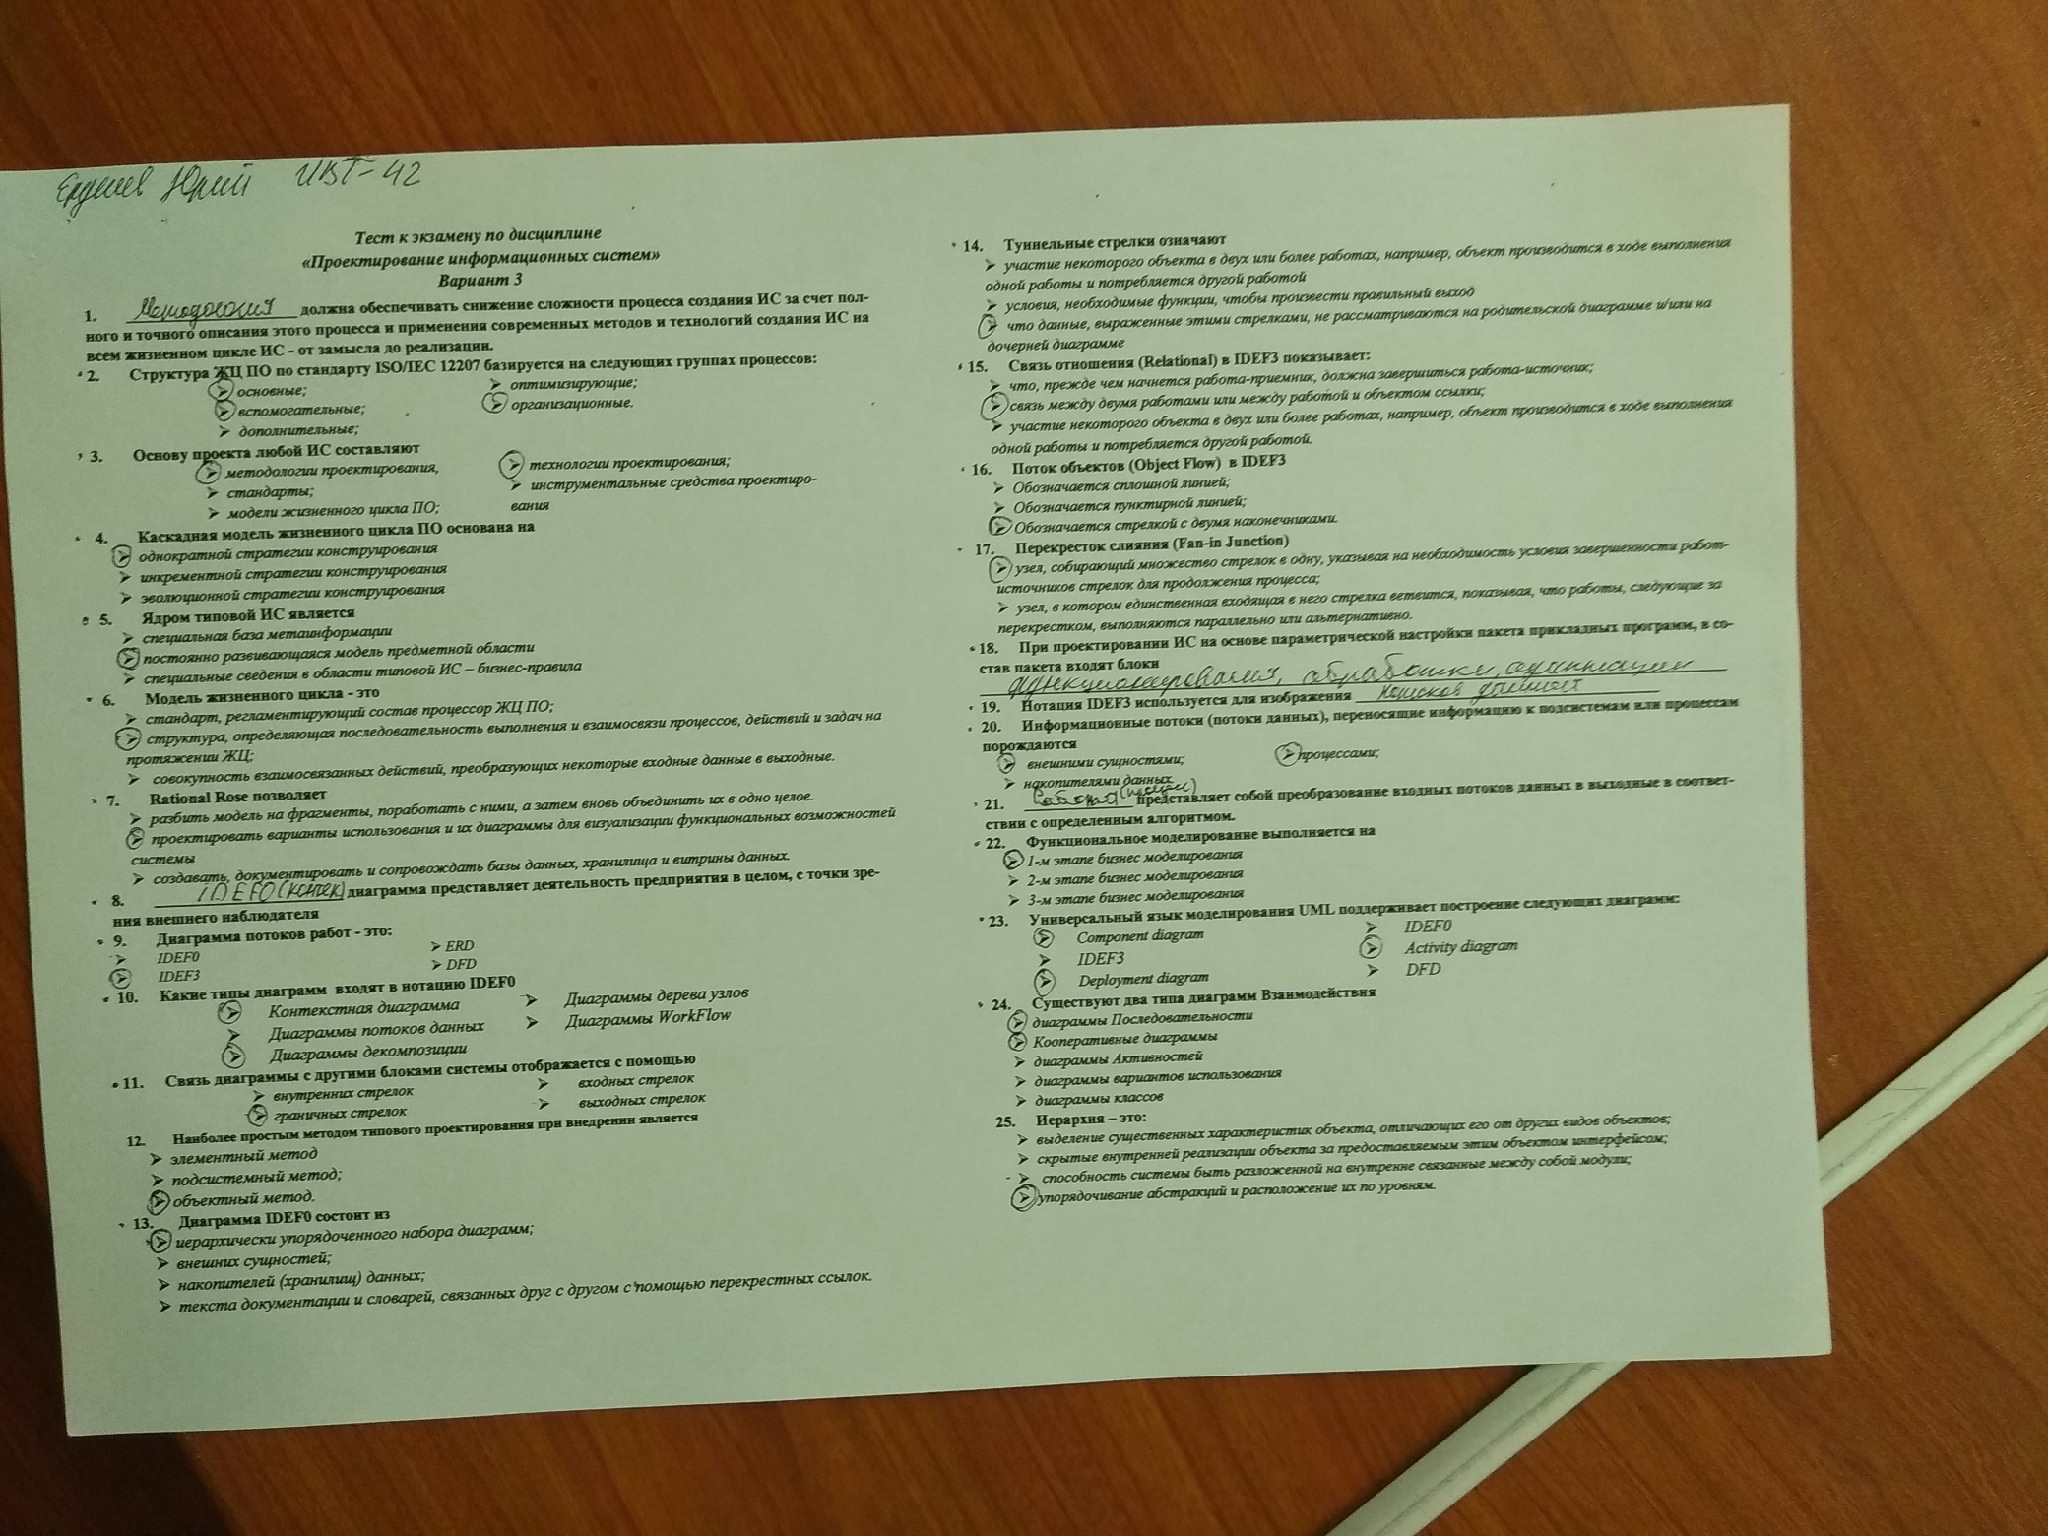 Юрий ИВТ-42
Тест к экзамену по дисциплине
«Проектирование информационных систем»
Вариант 3
1. Методология должна обеспечивать снижение сложности процесса создания ИС за счет пол-
ного и точного описания этого процесса и применения современных методов и технологий создания ИС на
всем жизненном цикле ИС - от замысла до реализации.
2. Структура ЖЦ ПО по стандарту ISO/IEC 12207 базируется на следующих группах процессов:
➢ основные; ➢ оптимизирующие;
➢ вспомогательные; ➢ организационные.
➢ дополнительные;
3. Основу проекта любой ИС составляют
➢ методологии проектирования, ➢ технологии проектирования;
➢ стандарты; ➢ инструментальные средства проектиро-
➢ модели жизненного цикла ПО; вания
4. Каскадная модель жизненного цикла ПО основана на
➢ однократной стратегии конструирования
➢ инкрементной стратегии конструирования
➢ эволюционной стратегии конструирования
5. Ядром типовой ИС является
➢ специальная база метаинформации
➢ постоянно развивающаяся модель предметной области
➢ специальные сведения в области типовой ИС – бизнес-правила
6. Модель жизненного цикла - это
➢ стандарт, регламентирующий состав процессор ЖЦ ПО;
➢ структура, определяющая последовательность выполнения и взаимосвязи процессов, действий и задач на
протяжении ЖЦ;
➢ совокупность взаимосвязанных действий, преобразующих некоторые входные данные в выходные.
7. Rational Rose позволяет
➢ разбить модель на фрагменты, поработать с ними, а затем вновь объединить их в одно целое.
➢ проектировать варианты использования и их диаграммы для визуализации функциональных возможностей
системы
➢ создавать, документировать и сопровождать базы данных, хранилища и витрины данных.
8. IDEF0 (контек) диаграмма представляет деятельность предприятия в целом, с точки зре-
ния внешнего наблюдателя
9. Диаграмма потоков работ - это:
➢ IDEF0 ➢ ERD
➢ IDEF3 ➢ DFD
10. Какие типы диаграмм входят в нотацию IDEF0
➢ Контекстная диаграмма ➢ Диаграммы дерева узлов
➢ Диаграммы потоков данных ➢ Диаграммы WorkFlow
➢ Диаграммы декомпозиции
11. Связь диаграммы с другими блоками системы отображается с помощью
➢ внутренних стрелок ➢ входных стрелок
➢ граничных стрелок ➢ выходных стрелок
12. Наиболее простым методом типового проектирования при внедрении является
➢ элементный метод
➢ подсистемный метод;
➢ объектный метод.
13. Диаграмма IDEF0 состоит из
➢ иерархически упорядоченного набора диаграмм;
➢ внешних сущностей;
➢ накопителей (хранилищ) данных;
➢ текста документации и словарей, связанных друг с другом с помощью перекрестных ссылок.
14. Туннельные стрелки означают
➢ участие некоторого объекта в двух или более работах, например, объект производится в ходе выполнения
одной работы и потребляется другой работой
➢ условия, необходимые функции, чтобы произвести правильный выход
➢ что данные, выраженные этими стрелками, не рассматриваются на родительской диаграмме и/или на
дочерней диаграмме
15. Связь отношения (Relational) в IDEF3 показывает:
➢ что, прежде чем начнется работа-приемник, должна завершиться работа-источник;
➢ связь между двумя работами или между работой и объектом ссылки;
➢ участие некоторого объекта в двух или более работах, например, объект производится в ходе выполнения
одной работы и потребляется другой работой.
16. Поток объектов (Object Flow) в IDEF3
➢ Обозначается сплошной линией;
➢ Обозначается пунктирной линией;
➢ Обозначается стрелкой с двумя наконечниками.
17. Перекресток слияния (Fan-in Junction)
➢ узел, собирающий множество стрелок в одну, указывая на необходимость условия завершенности работ-
источников стрелок для продолжения процесса;
➢ узел, в котором единственная входящая в него стрелка ветвится, показывая, что работы, следующие за
перекрестком, выполняются параллельно или альтернативно.
18. При проектировании ИС на основе параметрической настройки пакета прикладных программ, в со-
став пакета входят блоки
функционирования, обработки,
19. Нотация IDEF3 используется для изображения
20. Информационные потоки (потоки данных), переносящие информацию к подсистемам или процессам
порождаются
➢ внешними сущностями; ➢ процессами;
➢ накопителями данных
21. представляет собой преобразование входных потоков данных в выходные в соответ-
ствии с определенным алгоритмом.
22. Функциональное моделирование выполняется на
➢ 1-м этапе бизнес моделирования
➢ 2-м этапе бизнес моделирования
➢ 3-м этапе бизнес моделирования
23. Универсальный язык моделирования UML поддерживает построение следующих диаграмм:
➢ Component diagram ➢ IDEF0
➢ IDEF3 ➢ Activity diagram
➢ Deployment diagram ➢ DFD
24. Существуют два типа диаграмм Взаимодействия
➢ диаграммы Последовательности
➢ Кооперативные диаграммы
➢ диаграммы Активностей
➢ диаграммы вариантов использования
➢ диаграммы классов
25. Иерархия – это:
➢ выделение существенных характеристик объекта, отличающих его от других видов объектов;
➢ скрытые внутренней реализации объекта за предоставляемым этим объектом интерфейсом;
➢ способность системы быть разложенной на внутренне связанные между собой модули;
➢ упорядочивание абстракций и расположение их по уровням.